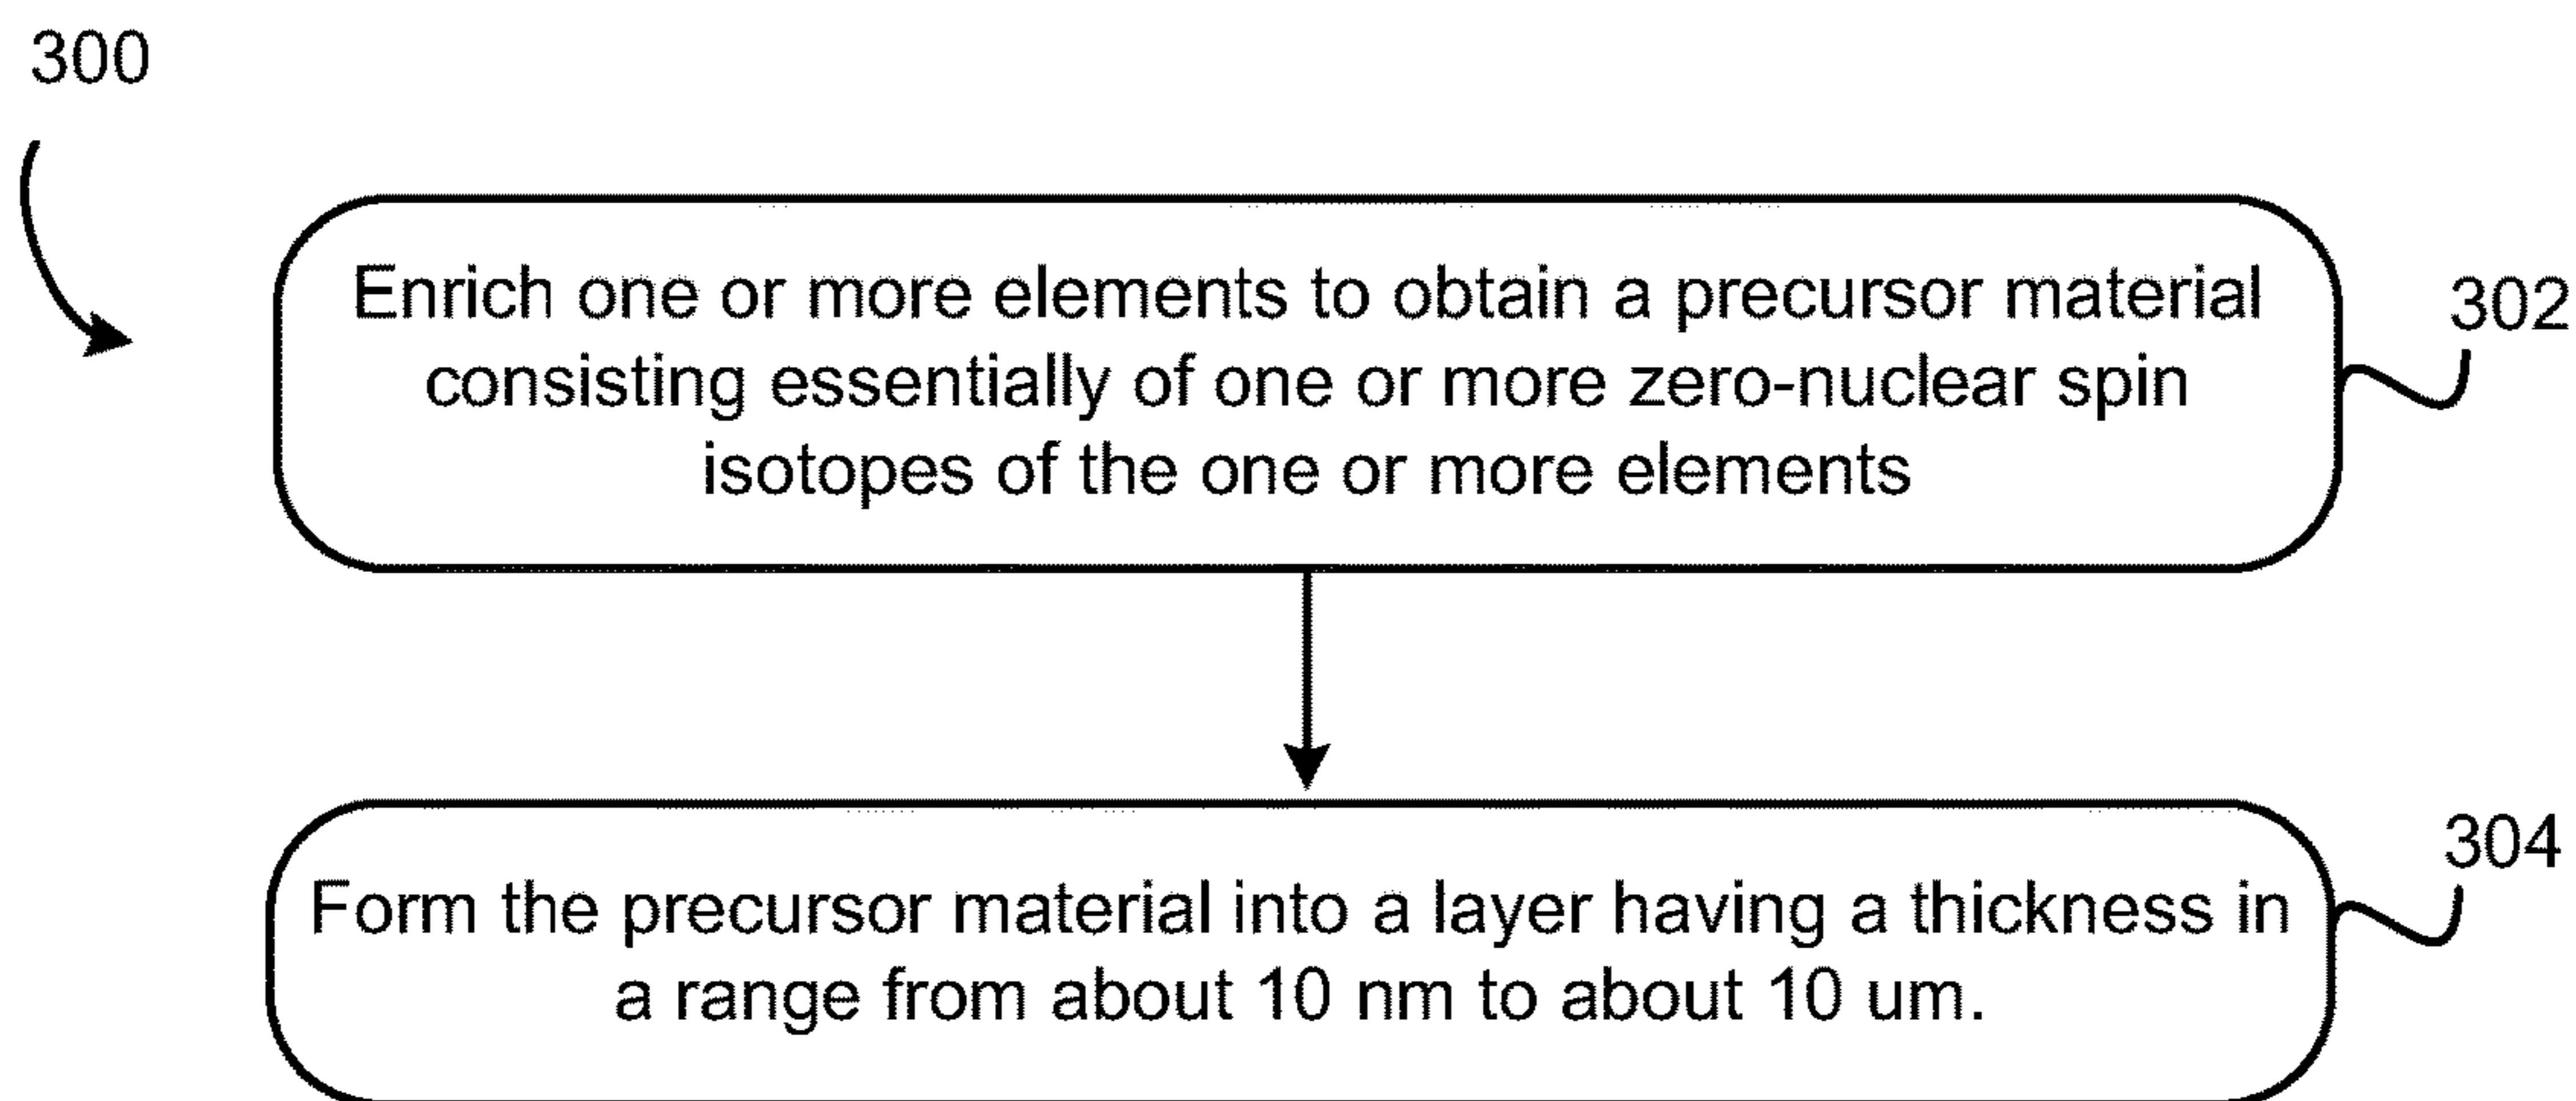 300
Enrich one or more elements to obtain a precursor material
consisting essentially of one or more zero-nuclear spin
isotopes of the one or more elements
302
Form the precursor material into a layer having a thickness in
a range from about 10 nm to about 10 um.
304